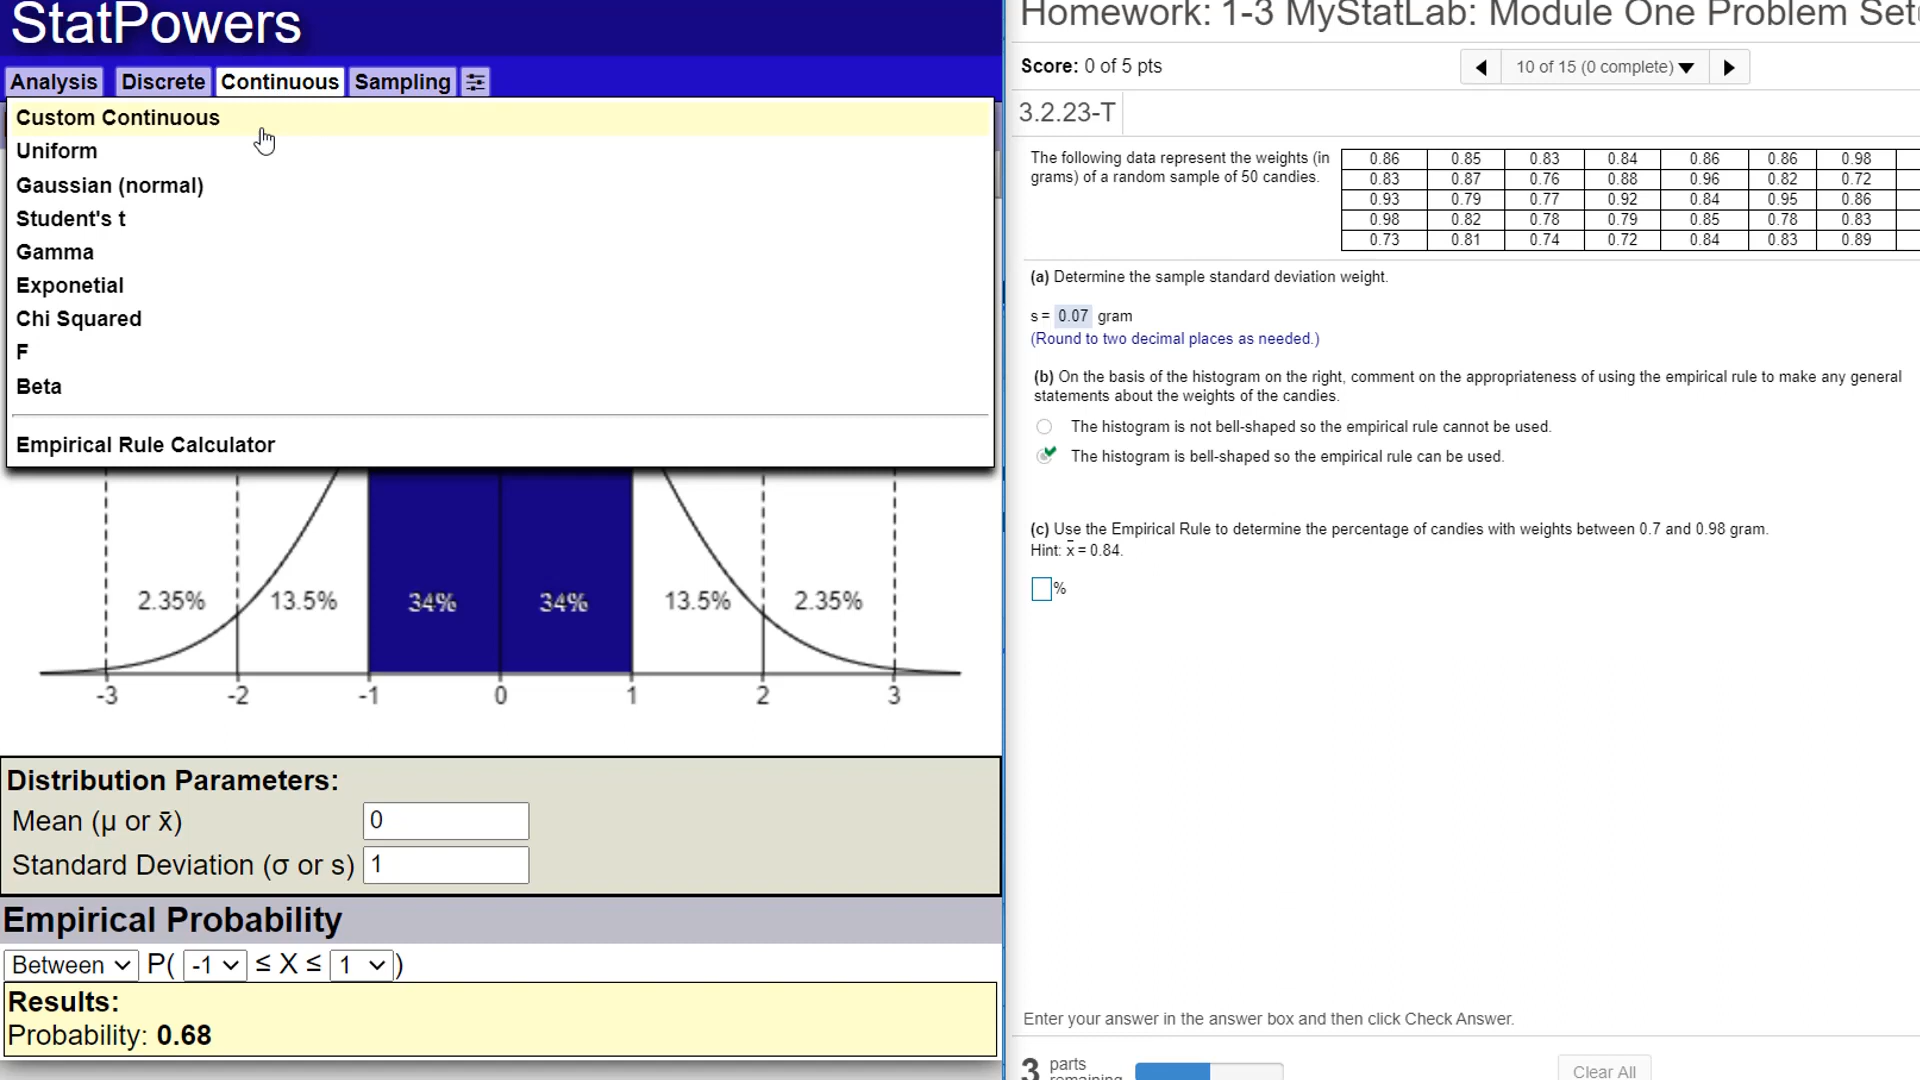 StatPowers
Analysis
Discrete
Continuous
Sampling
Custom Continuous
Uniform
Gaussian (normal)
Student's t
Gamma
Exponetial
Chi Squared
F
Beta
Empirical Rule Calculator
2.35%
13.5%
34%
34%
13.5%
2.35%
-3
-2
-1
0
1
2
3
Distribution Parameters:
Mean (μ or x̄)
0
Standard Deviation (σ or s)
1
Empirical Probability
Between P( -1 ≤ X ≤ 1 )
Results:
Probability: 0.68
Homework: 1-3 MyStatLab: Module One Problem Set
Score: 0 of 5 pts
10 of 15 (0 complete)
3.2.23-T
The following data represent the weights (in
grams) of a random sample of 50 candies.
0.86 0.85 0.83 0.84 0.86 0.86 0.98
0.83 0.87 0.76 0.88 0.96 0.82 0.72
0.93 0.79 0.77 0.92 0.84 0.95 0.86
0.98 0.82 0.78 0.79 0.85 0.78 0.83
0.73 0.81 0.74 0.72 0.84 0.83 0.89
(a) Determine the sample standard deviation weight.
s = 0.07 gram
(Round to two decimal places as needed.)
(b) On the basis of the histogram on the right, comment on the appropriateness of using the empirical rule to make any general
statements about the weights of the candies.
The histogram is not bell-shaped so the empirical rule cannot be used.
The histogram is bell-shaped so the empirical rule can be used.
(c) Use the Empirical Rule to determine the percentage of candies with weights between 0.7 and 0.98 gram.
Hint: x̄ = 0.84.
%
Enter your answer in the answer box and then click Check Answer.
3 parts
remaining
Clear All